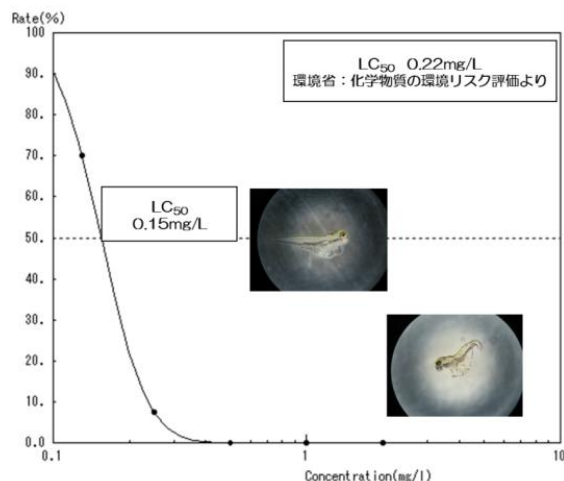 Rate(%)
100
LC₅₀ 0.22mg/L
環境省：化学物質の環境リスク評価より
90.
80.
70.
60.
LC₅₀
0.15mg/L
50.
40.
30.
20.
10.
0.0
0.1
1
10
Concentration(mg/l)